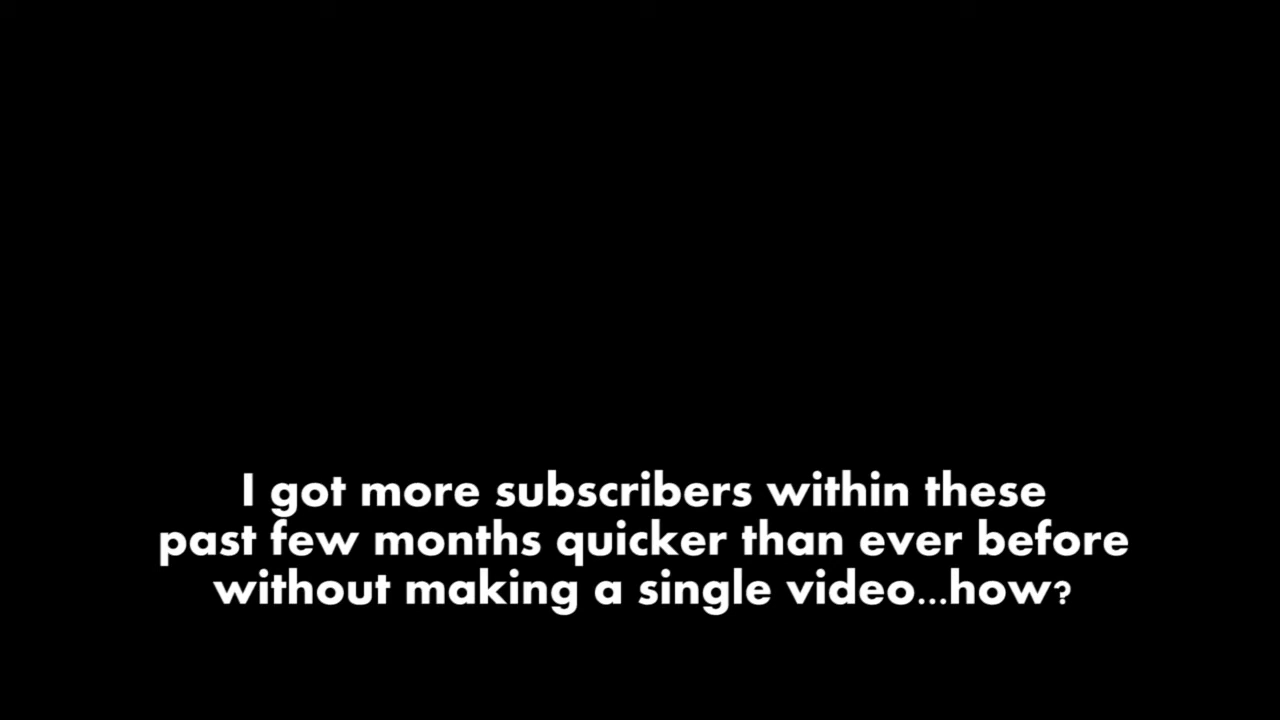 I got more subscribers within these
past few months quicker than ever before
without making a single video...how?